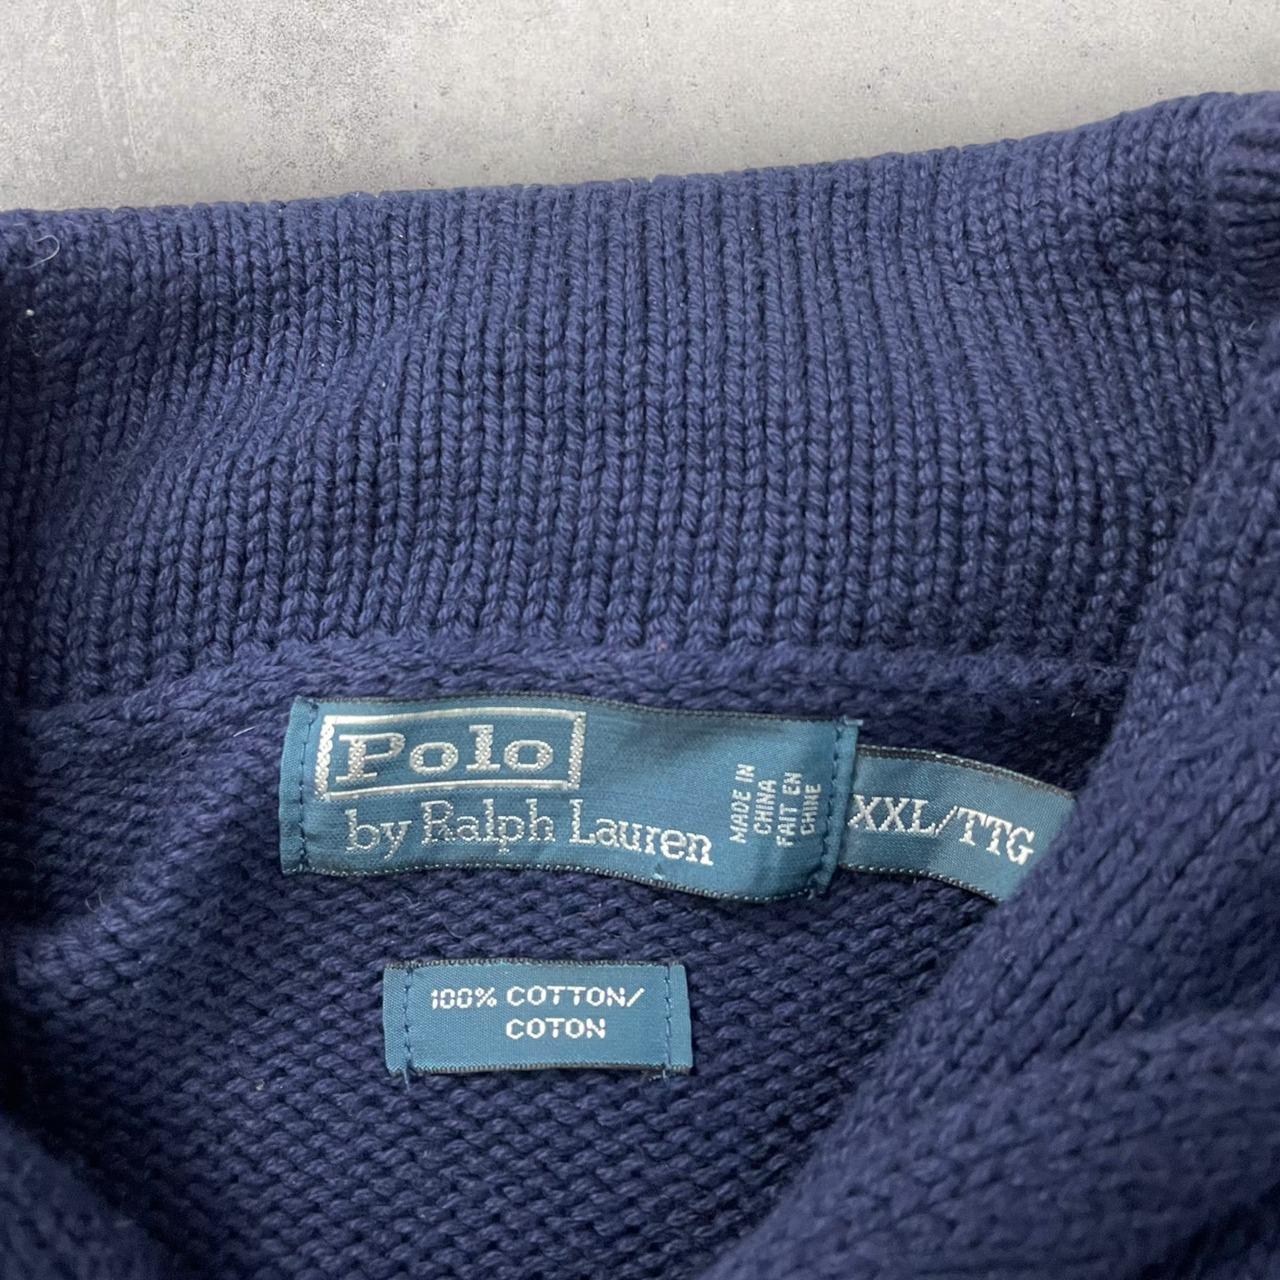 Polo
by Ralph Lauren
MADE IN
CHINA
FAIT EN
CHINE
XXL/TTG
100% COTTON/
COTON